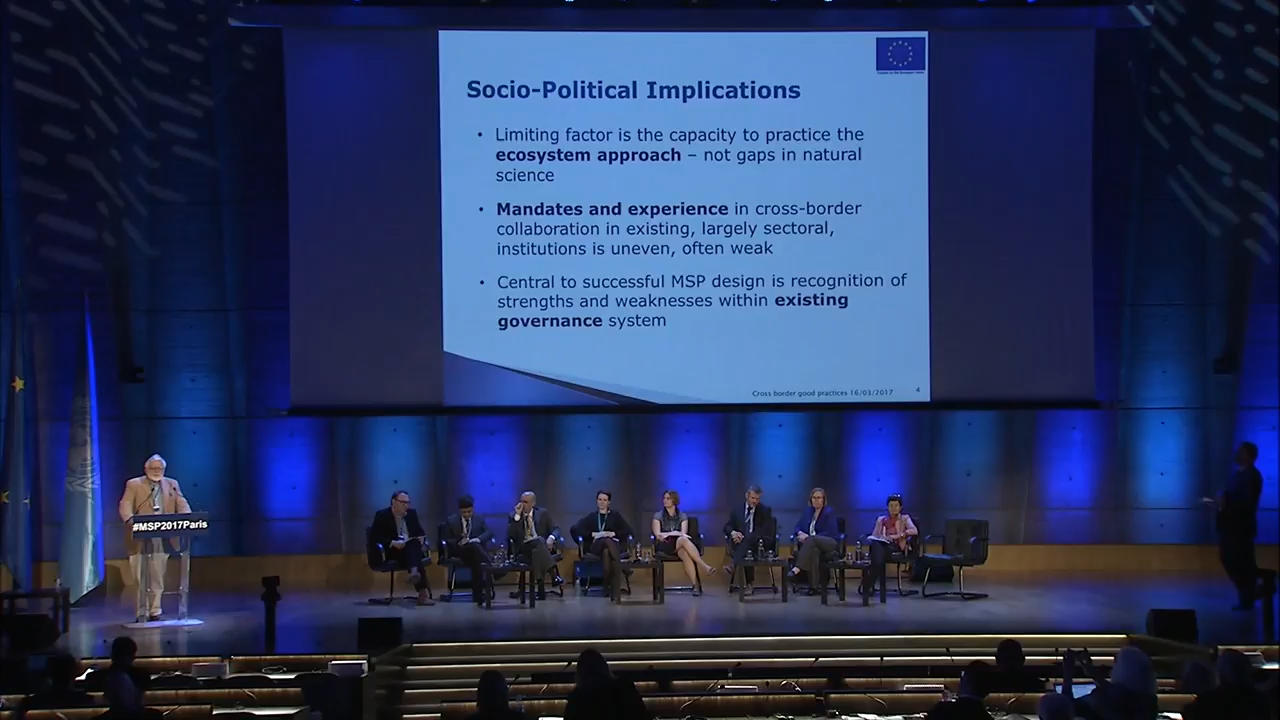 Socio-Political Implications
• Limiting factor is the capacity to practice the
ecosystem approach – not gaps in natural
science
• Mandates and experience in cross-border
collaboration in existing, largely sectoral,
institutions is uneven, often weak
• Central to successful MSP design is recognition of
strengths and weaknesses within existing
governance system
Cross border good practices 16/03/2017
4
#MSP2017Paris